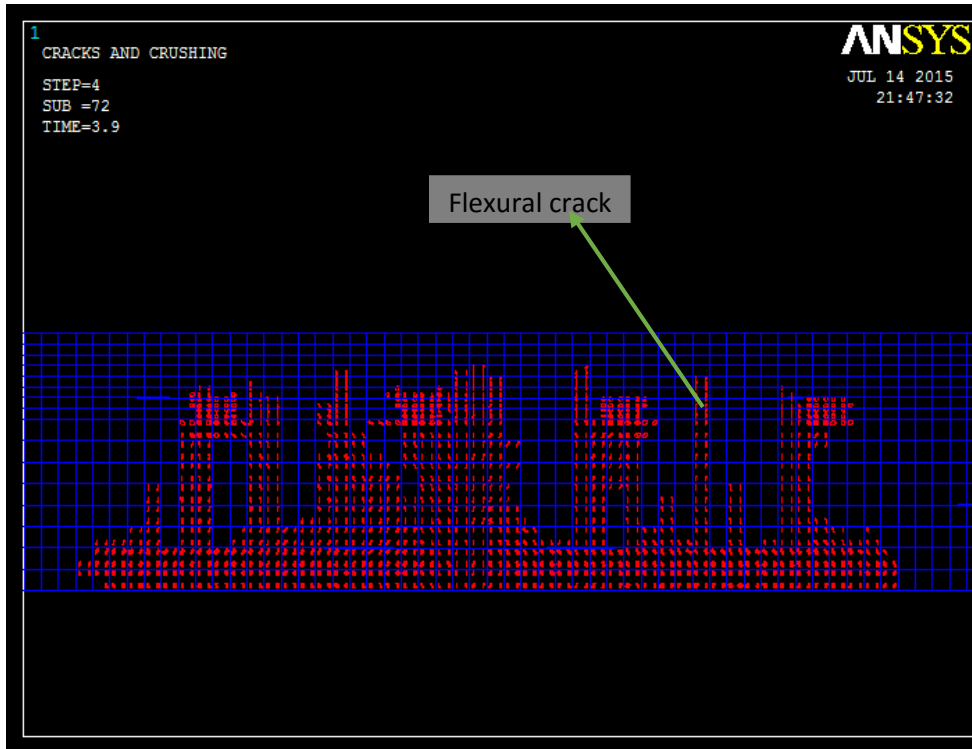 1
CRACKS AND CRUSHING
STEP=4
SUB =72
TIME=3.9
ANSYS
JUL 14 2015
21:47:32
Flexural crack